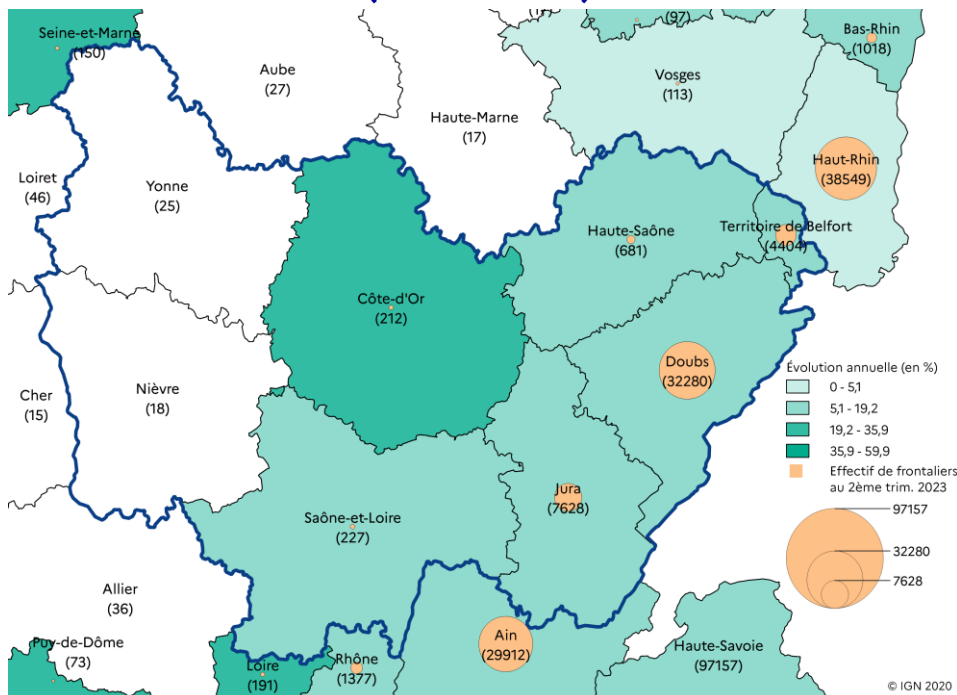 (97)
Seine-et-Marne
(150)
Bas-Rhin
(1018)
Aube
(27)
Vosges
(113)
Haute-Marne
(17)
Haut-Rhin
(38549)
Loiret
(46)
Yonne
(25)
Haute-Saône
(681)
Territoire de Belfort
(4404)
Côte-d'Or
(212)
Doubs
(32280)
Cher
(15)
Nièvre
(18)
Évolution annuelle (en %)
0 - 5,1
5,1 - 19,2
19,2 - 35,9
35,9 - 59,9
Effectif de frontaliers
au 2ème trim. 2023
97157
32280
7628
Jura
(7628)
Saône-et-Loire
(227)
Allier
(36)
Puy-de-Dôme
(73)
Loire
(191)
Rhône
(1377)
Ain
(29912)
Haute-Savoie
(97157)
© IGN 2020